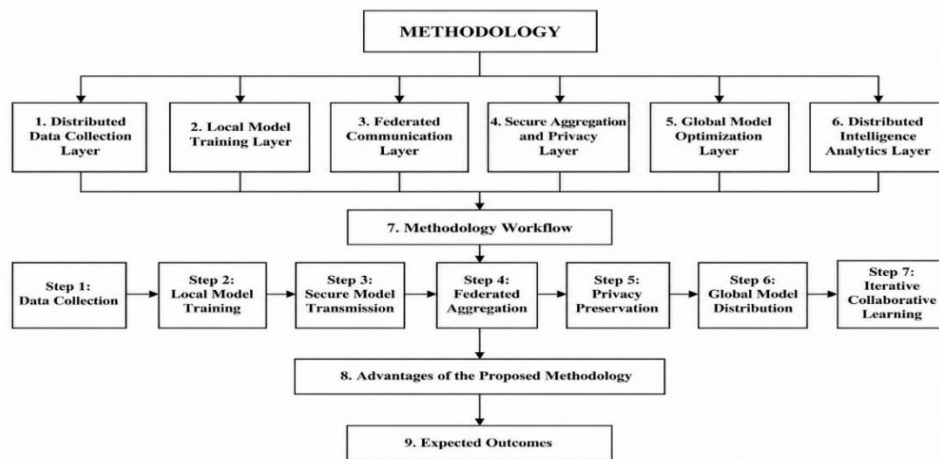 METHODOLOGY
1. Distributed
Data Collection
Layer
2. Local Model
Training Layer
3. Federated
Communication
Layer
4. Secure Aggregation
and Privacy
Layer
5. Global Model
Optimization
Layer
6. Distributed
Intelligence
Analytics Layer
7. Methodology Workflow
Step 1:
Data Collection
Step 2:
Local Model
Training
Step 3:
Secure Model
Transmission
Step 4:
Federated
Aggregation
Step 5:
Privacy
Preservation
Step 6:
Global Model
Distribution
Step 7:
Iterative
Collaborative
Learning
8. Advantages of the Proposed Methodology
9. Expected Outcomes